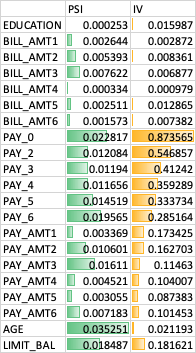 PSI IV
EDUCATION 0.000253 0.015987
BILL_AMT1 0.002644 0.002872
BILL_AMT2 0.005393 0.008361
BILL_AMT3 0.007622 0.006877
BILL_AMT4 0.000334 0.000979
BILL_AMT5 0.002511 0.012865
BILL_AMT6 0.001573 0.007382
PAY_0 0.022817 0.873565
PAY_2 0.012084 0.546857
PAY_3 0.01194 0.41242
PAY_4 0.011656 0.359289
PAY_5 0.014519 0.333734
PAY_6 0.019565 0.285164
PAY_AMT1 0.003369 0.173425
PAY_AMT2 0.010601 0.162703
PAY_AMT3 0.01611 0.11463
PAY_AMT4 0.004521 0.104007
PAY_AMT5 0.003055 0.087383
PAY_AMT6 0.007183 0.101453
AGE 0.035251 0.021193
LIMIT_BAL 0.018487 0.181621